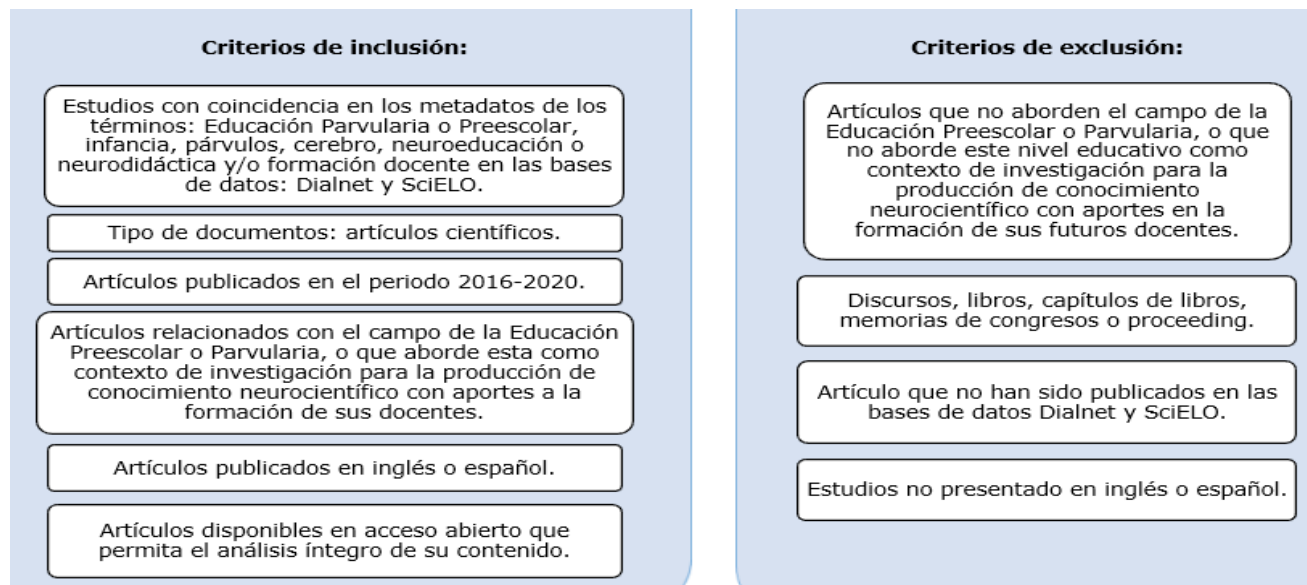 Criterios de inclusión:
Estudios con coincidencia en los metadatos de los
términos: Educación Parvularia o Preescolar,
infancia, párvulos, cerebro, neuroeducación o
neurodidáctica y/o formación docente en las bases
de datos: Dialnet y SciELO.
Tipo de documentos: artículos científicos.
Artículos publicados en el periodo 2016-2020.
Artículos relacionados con el campo de la Educación
Preescolar o Parvularia, o que aborde esta como
contexto de investigación para la producción de
conocimiento neurocientífico con aportes a la
formación de sus docentes.
Artículos publicados en inglés o español.
Artículos disponibles en acceso abierto que
permita el análisis íntegro de su contenido.
Criterios de exclusión:
Artículos que no aborden el campo de la
Educación Preescolar o Parvularia, o que
no aborde este nivel educativo como
contexto de investigación para la
producción de conocimiento
neurocientífico con aportes en la
formación de sus futuros docentes.
Discursos, libros, capítulos de libros,
memorias de congresos o proceeding.
Artículo que no han sido publicados en las
bases de datos Dialnet y SciELO.
Estudios no presentado en inglés o español.